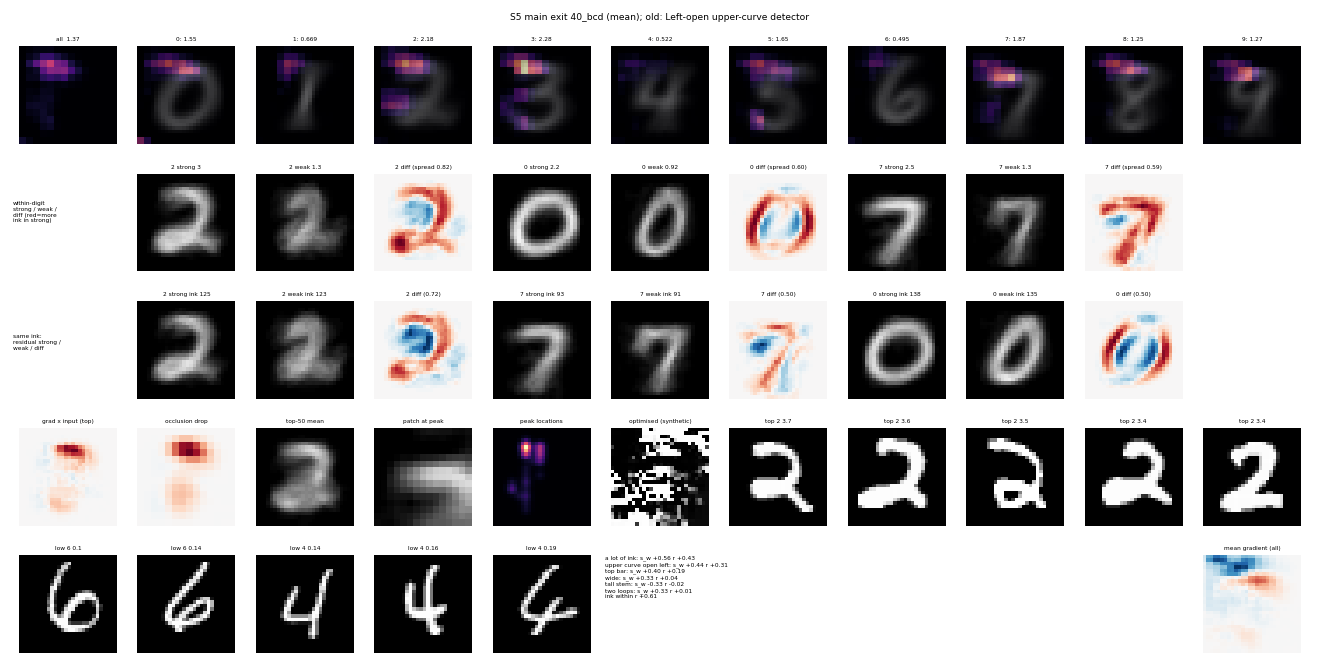 S5 main exit 40_bcd (mean); old: Left-open upper-curve detector
all 1.37
0: 1.55
1: 0.669
2: 2.18
3: 2.28
4: 0.522
5: 1.65
6: 0.495
7: 1.87
8: 1.25
9: 1.27
within-digit
strong / weak /
diff (red=more
ink in strong)
2 strong 3
2 weak 1.3
2 diff (spread 0.82)
0 strong 2.2
0 weak 0.92
0 diff (spread 0.60)
7 strong 2.5
7 weak 1.3
7 diff (spread 0.59)
same ink:
residual strong /
weak / diff
2 strong ink 125
2 weak ink 123
2 diff (0.72)
7 strong ink 93
7 weak ink 91
7 diff (0.50)
0 strong ink 138
0 weak ink 135
0 diff (0.50)
grad x input (top)
occlusion drop
top-50 mean
patch at peak
peak locations
optimised (synthetic)
top 2 3.7
top 2 3.6
top 2 3.5
top 2 3.4
top 2 3.4
low 6 0.1
low 6 0.14
low 4 0.14
low 4 0.16
low 4 0.19
a lot of ink: s_w +0.56 r +0.43
upper curve open left: s_w +0.44 r +0.31
top bar: s_w +0.40 r +0.19
wide: s_w +0.33 r +0.04
tall stem: s_w -0.33 r -0.02
two loops: s_w +0.33 r +0.01
ink within r +0.61
mean gradient (all)